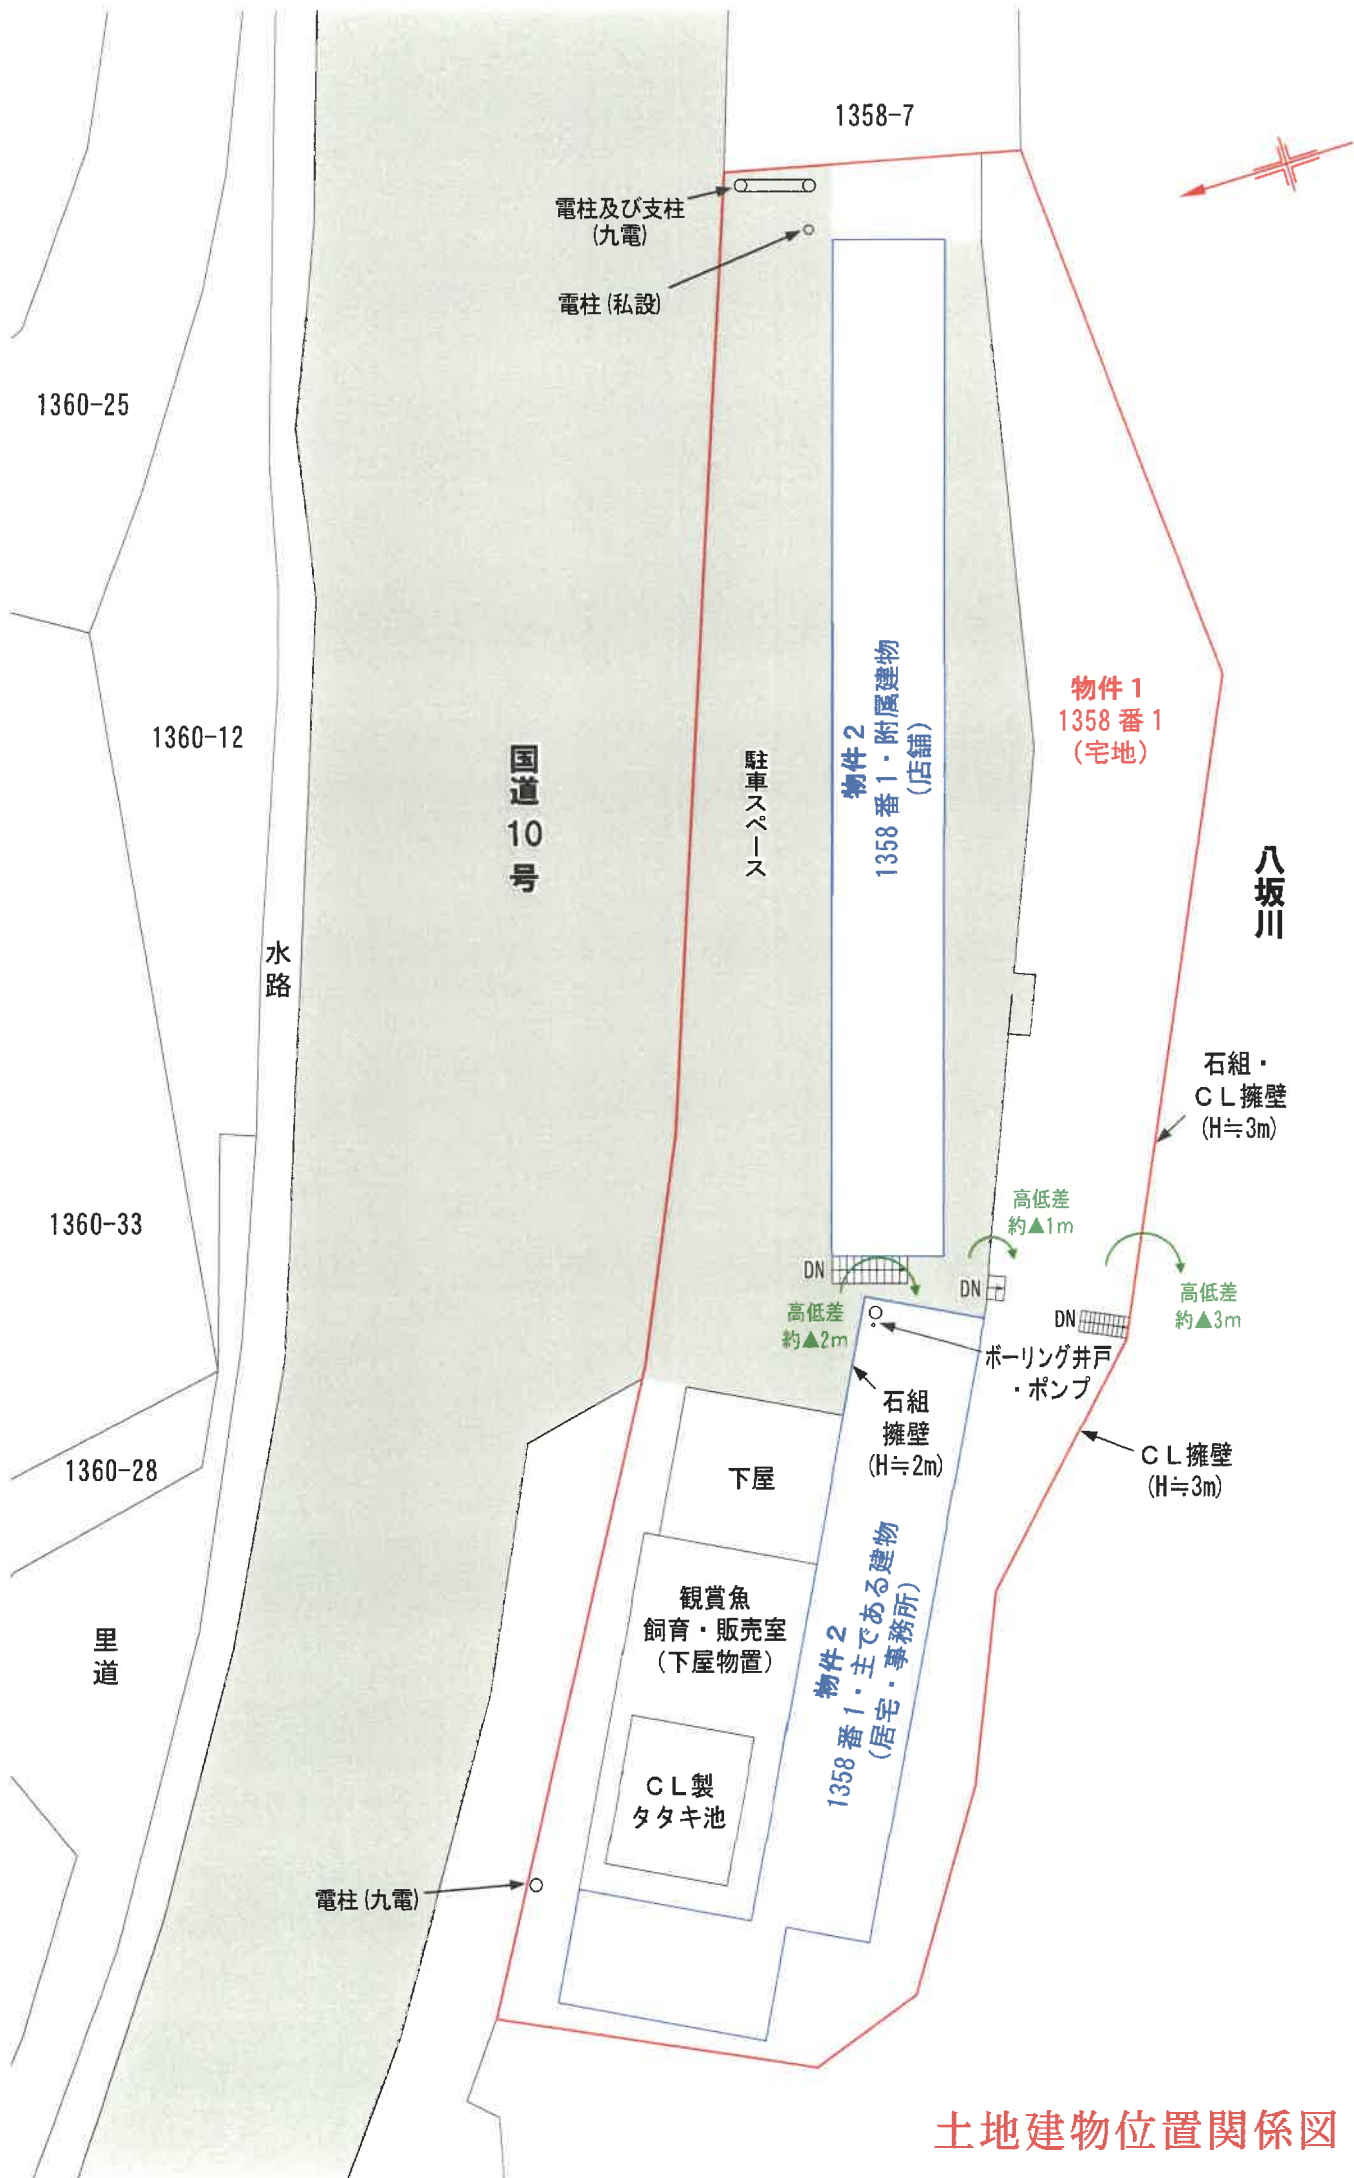 1358-7
電柱及び支柱
(九電)
電柱(私設)
1360-25
物件2
1358番1・附属建物
(店舗)
物件1
1358番1
(宅地)
1360-12
国道10号
駐車スペース
八坂川
水路
石組・
CL擁壁
(H≒3m)
1360-33
高低差
約▲1m
DN
DN
高低差
約▲3m
高低差
約▲2m
DN
ボーリング井戸
・ポンプ
石組
擁壁
(H≒2m)
CL擁壁
(H≒3m)
1360-28
下屋
観賞魚
飼育・販売室
(下屋物置)
物件2
1358番1・主である建物
(居宅・事務所)
里道
CL製
タタキ池
電柱(九電)
土地建物位置関係図